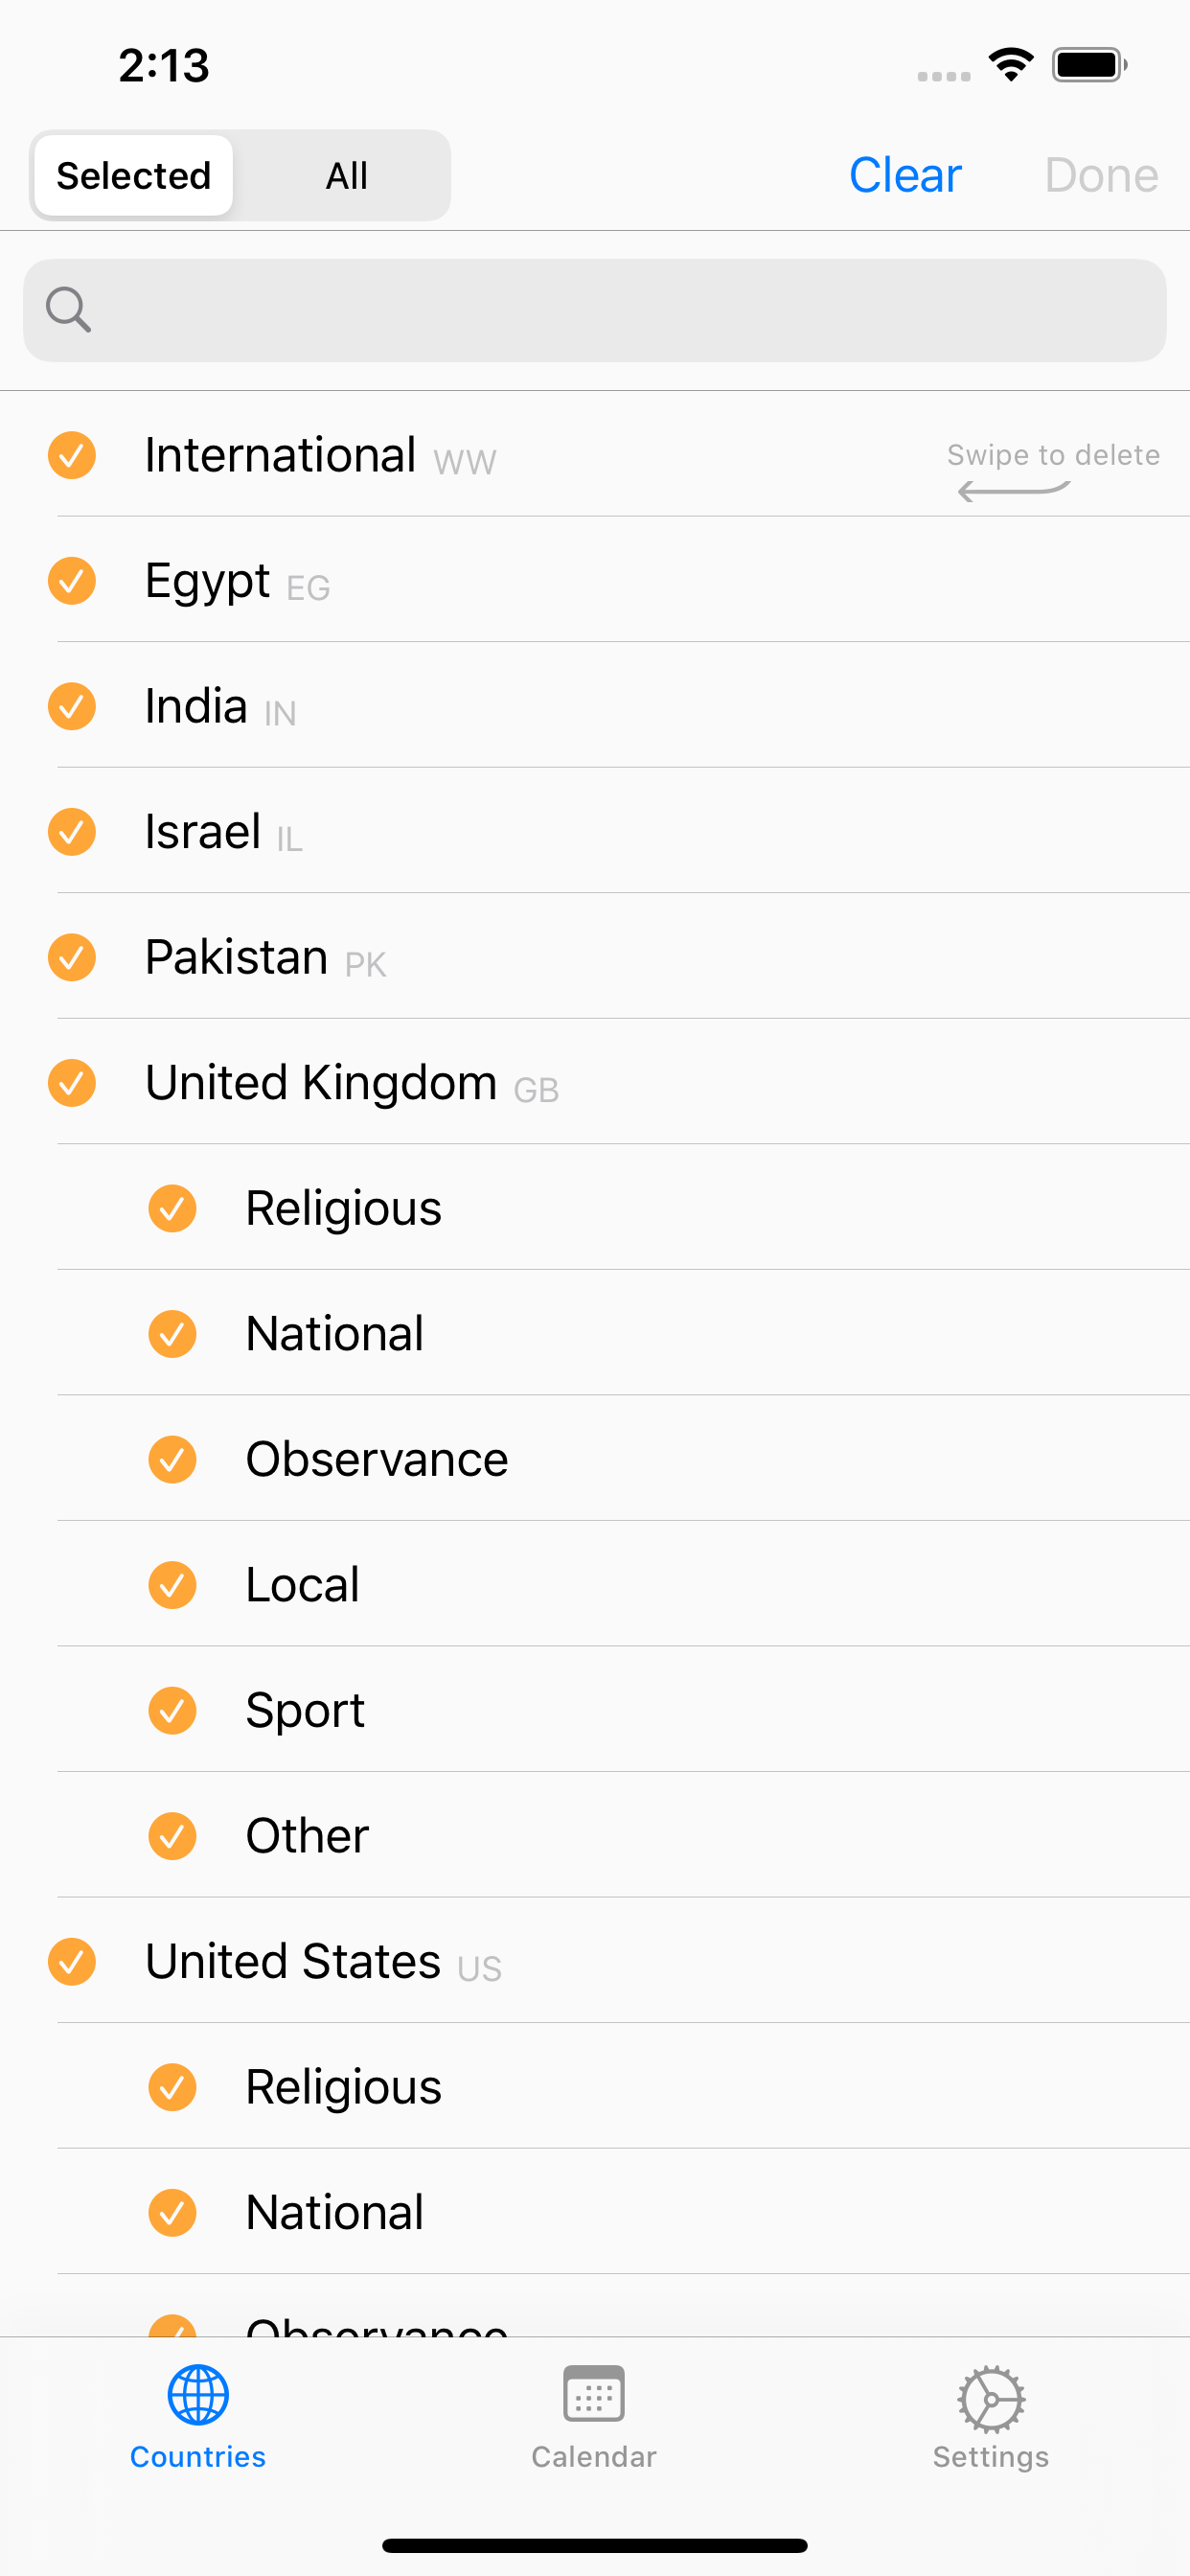 2:13
Selected All Clear Done
International WW Swipe to delete
Egypt EG
India IN
Israel IL
Pakistan PK
United Kingdom GB
Religious
National
Observance
Local
Sport
Other
United States US
Religious
National
Observance
Countries Calendar Settings